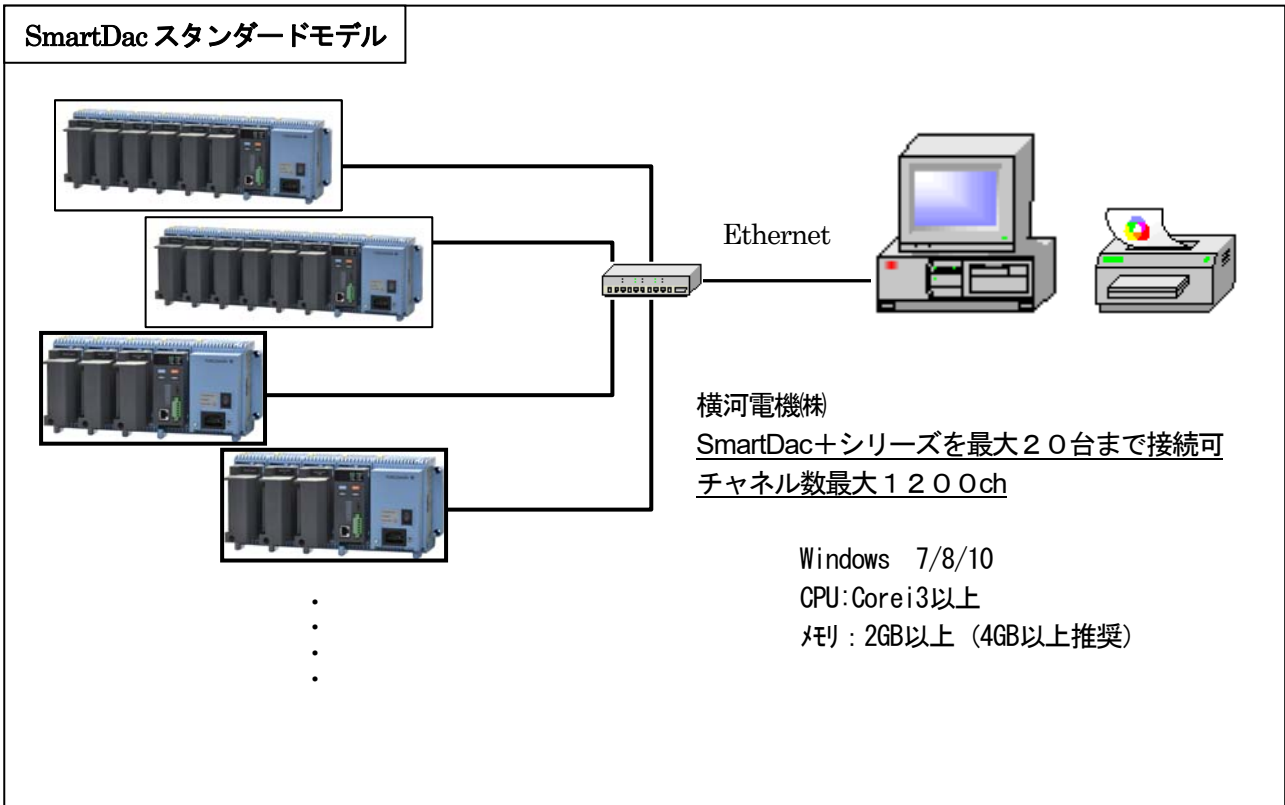 SmartDac スタンダードモデル
Ethernet
横河電機㈱
SmartDac＋シリーズを最大２０台まで接続可
チャネル数最大１２００ch
Windows　7/8/10
CPU:Corei3以上
ﾒﾓﾘ：2GB以上（4GB以上推奨）